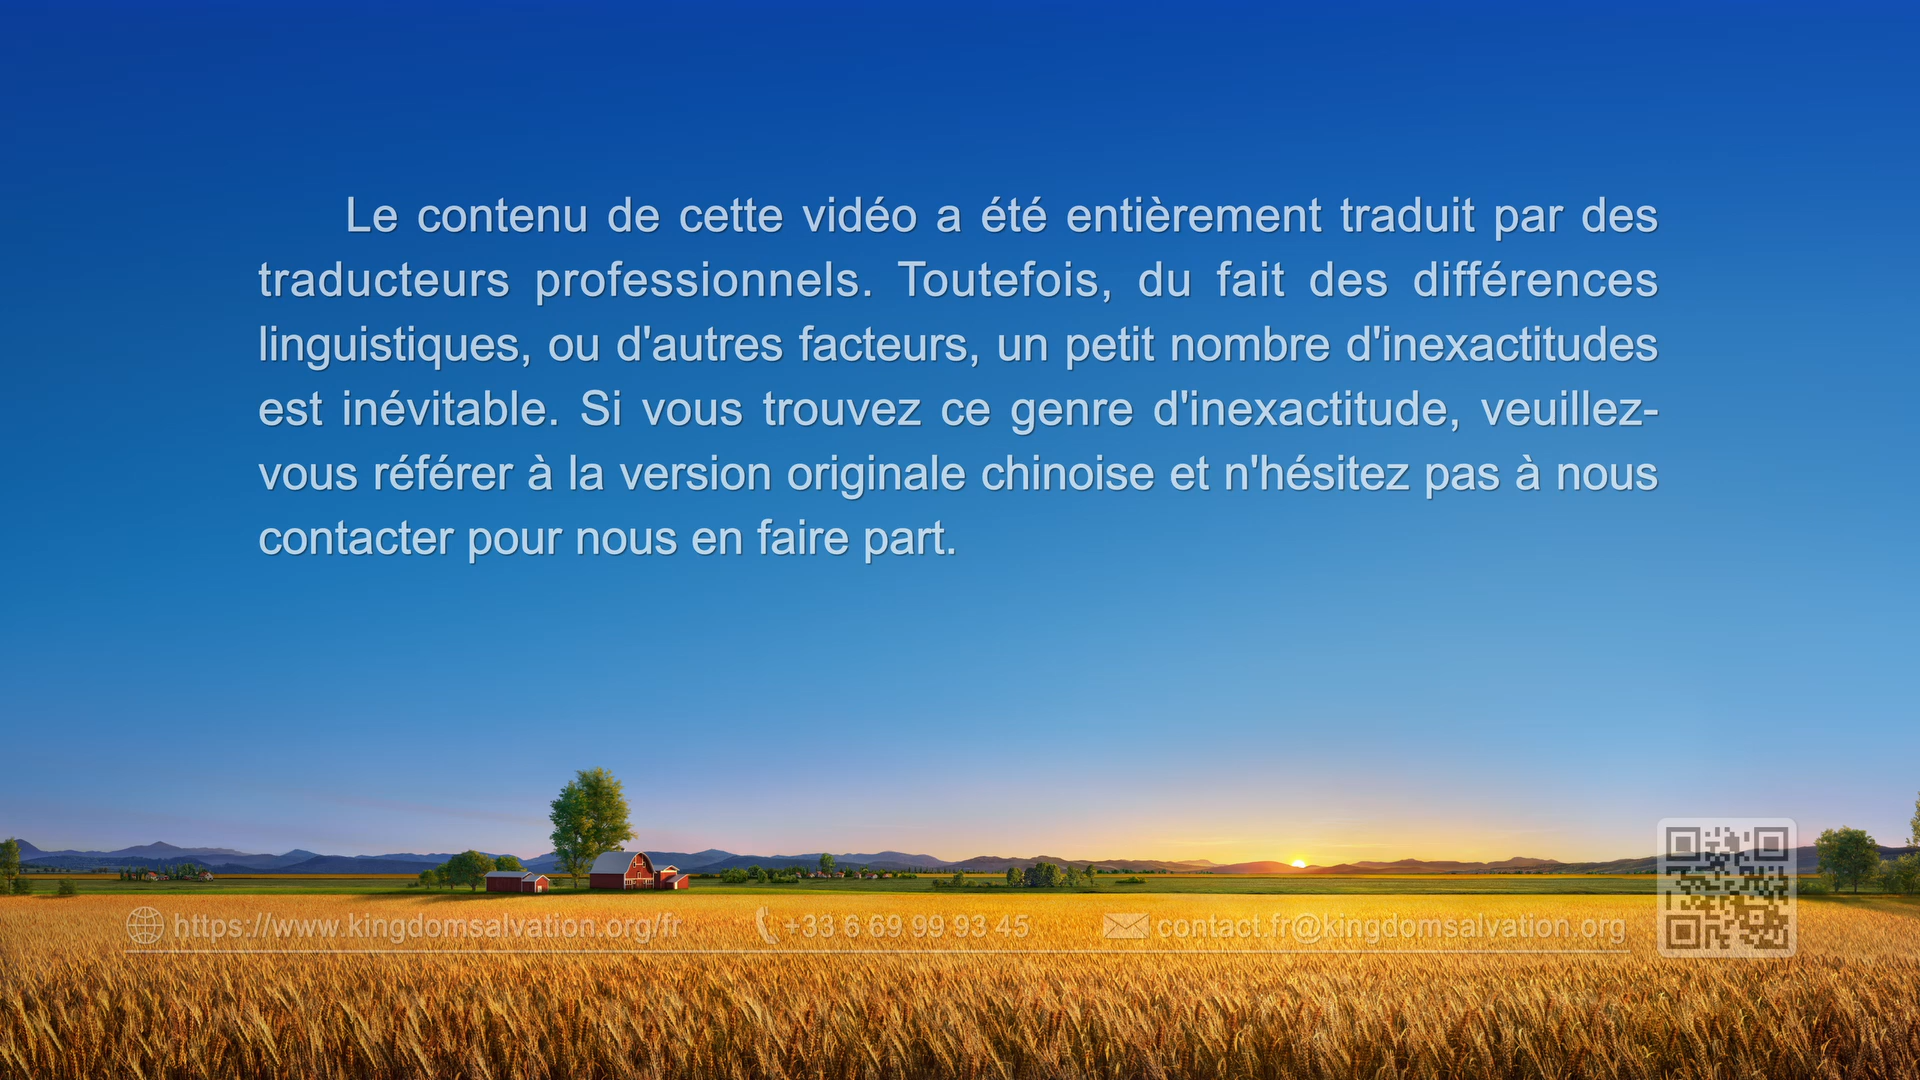 Le contenu de cette vidéo a été entièrement traduit par des
traducteurs professionnels. Toutefois, du fait des différences
linguistiques, ou d'autres facteurs, un petit nombre d'inexactitudes
est inévitable. Si vous trouvez ce genre d'inexactitude, veuillez-
vous référer à la version originale chinoise et n'hésitez pas à nous
contacter pour nous en faire part.
https://www.kingdomsalvation.org/fr +33 6 69 99 93 45 contact.fr@kingdomsalvation.org